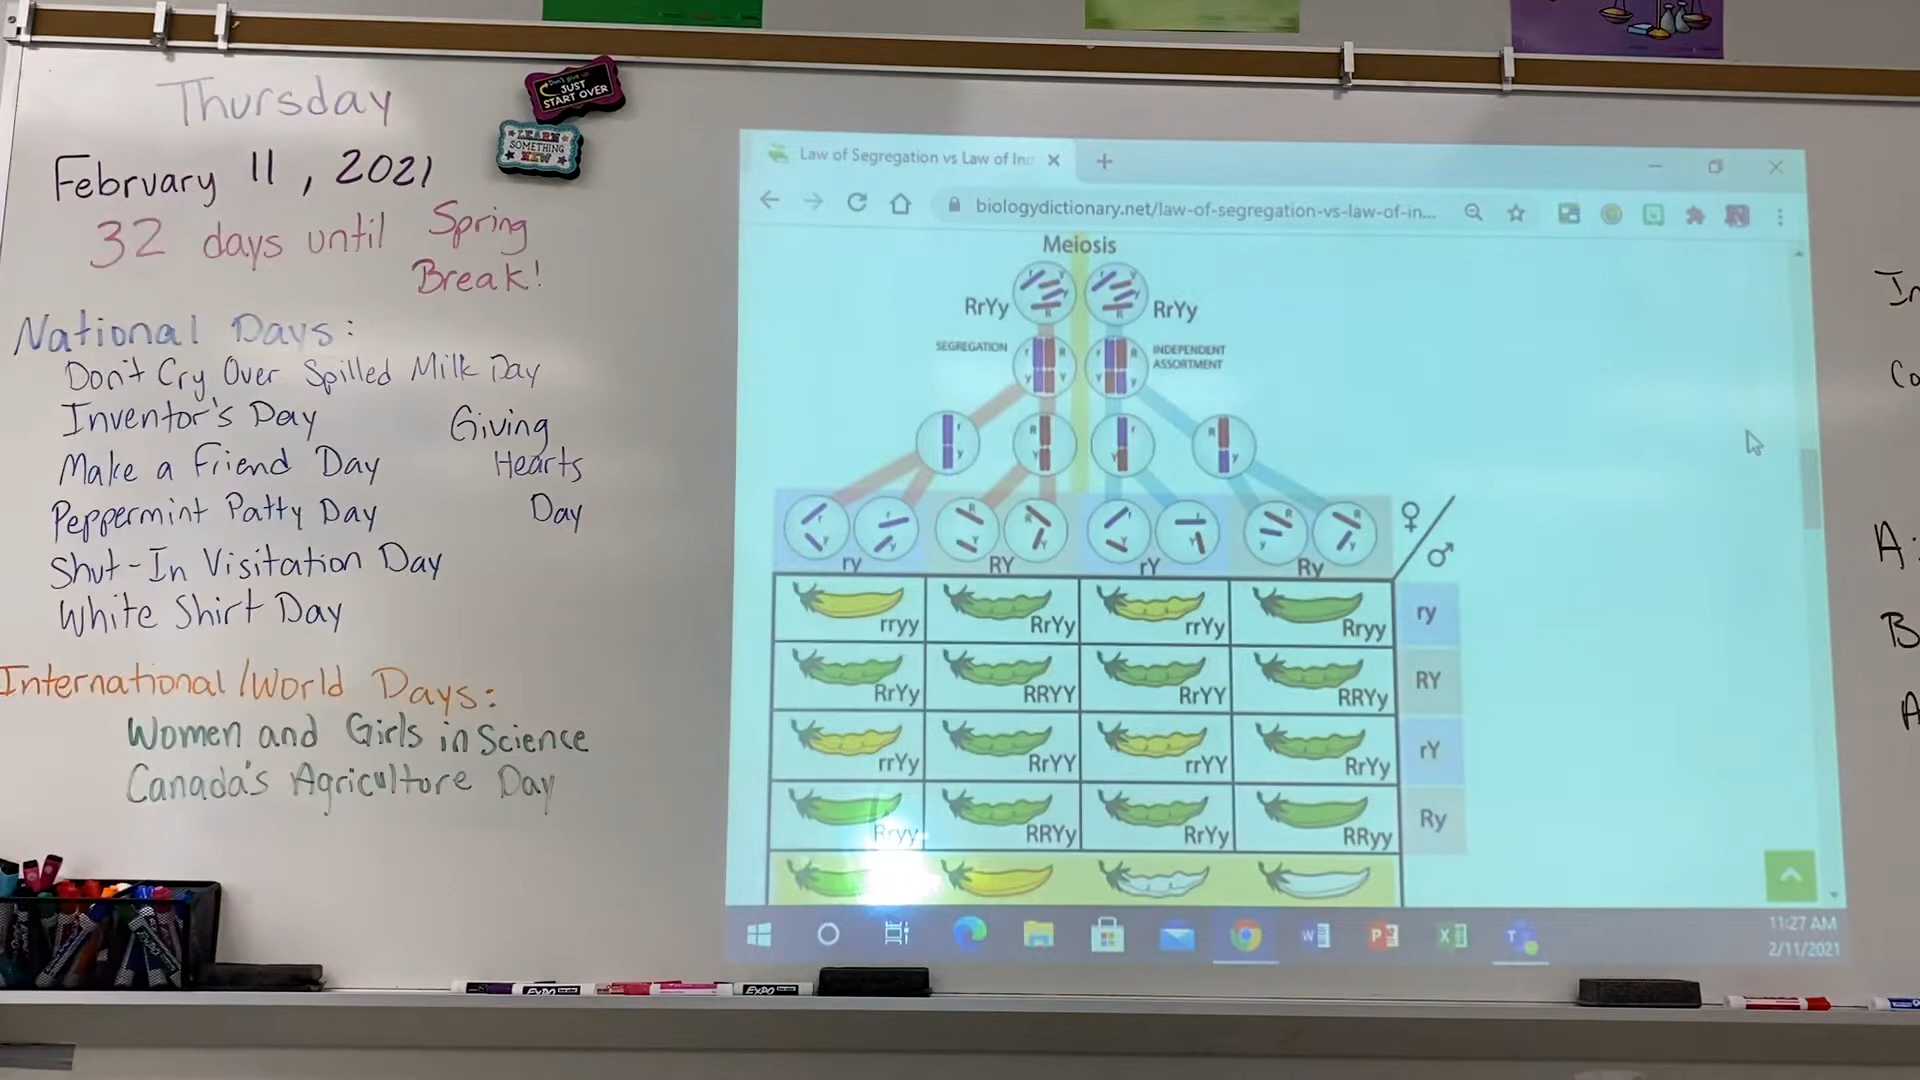 Thursday
February 11, 2021
32 days until Spring
Break!
National Days:
Don't Cry Over Spilled Milk Day
Inventor's Day
Make a Friend Day
Peppermint Patty Day
Shut-In Visitation Day
White Shirt Day
Giving
Hearts
Day
International/World Days:
Women and Girls in Science
Canada's Agriculture Day
JUST
START OVER
LEARN
SOMETHING
NEW
Law of Segregation vs Law of In
biologydictionary.net/law-of-segregation-vs-law-of-in...
Meiosis
RrYy RrYy
SEGREGATION
INDEPENDENT
ASSORTMENT
ry RY rY Ry
♀/♂
rryy RrYy rrYy Rryy ry
RrYy RRYY RrYY RRYy RY
rrYy RrYY rrYY RrYy rY
Rryy RRYy RrYy RRyy Ry
11:27 AM
2/11/2021
In
Co
A:
B
A
EXPO
EXPO